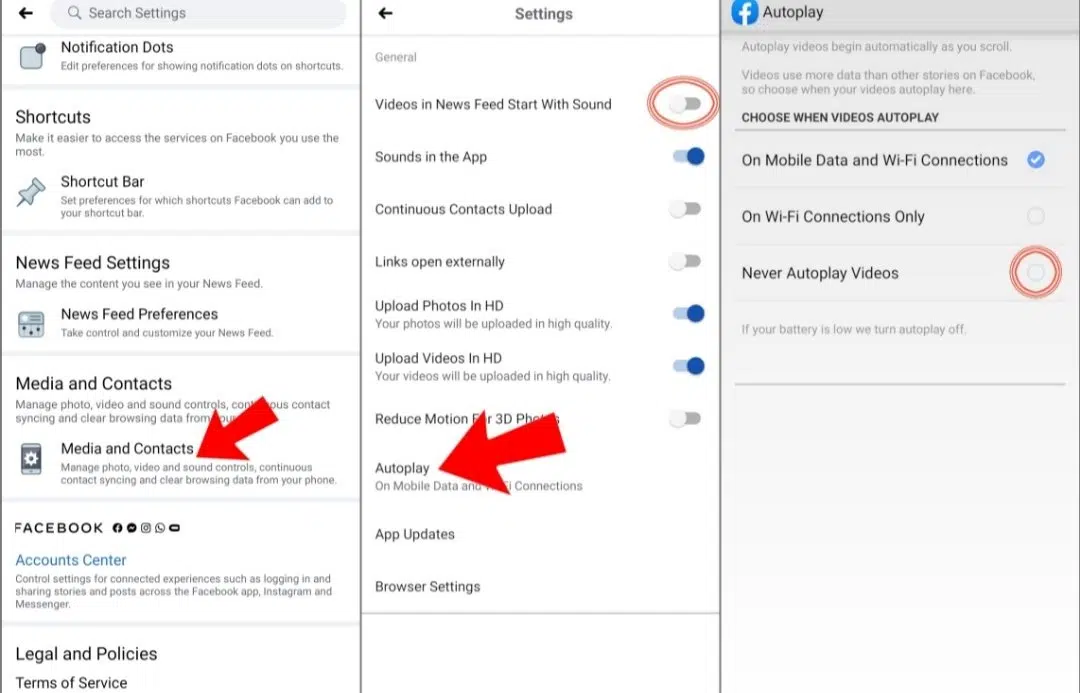 Search Settings
Notification Dots
Edit preferences for showing notification dots on shortcuts.
Shortcuts
Make it easier to access the services on Facebook you use the
most.
Shortcut Bar
Set preferences for which shortcuts Facebook can add to
your shortcut bar.
News Feed Settings
Manage the content you see in your News Feed.
News Feed Preferences
Take control and customize your News Feed.
Media and Contacts
Manage photo, video and sound controls, contact
syncing and clear browsing data from
Media and Contacts
Manage photo, video and sound controls, continuous
contact syncing and clear browsing data from your phone.
FACEBOOK
Accounts Center
Control settings for connected experiences such as logging in and
sharing stories and posts across the Facebook app, Instagram and
Messenger.
Legal and Policies
Terms of Service
Settings
General
Videos in News Feed Start With Sound
Sounds in the App
Continuous Contacts Upload
Links open externally
Upload Photos In HD
Your photos will be uploaded in high quality.
Upload Videos In HD
Your videos will be uploaded in high quality.
Reduce Motion For 3D Photos
Autoplay
On Mobile Data and Connections
App Updates
Browser Settings
Autoplay
Autoplay videos begin automatically as you scroll.
Videos use more data than other stories on Facebook,
so choose when your videos autoplay here.
CHOOSE WHEN VIDEOS AUTOPLAY
On Mobile Data and Wi-Fi Connections
On Wi-Fi Connections Only
Never Autoplay Videos
If your battery is low we turn autoplay off.